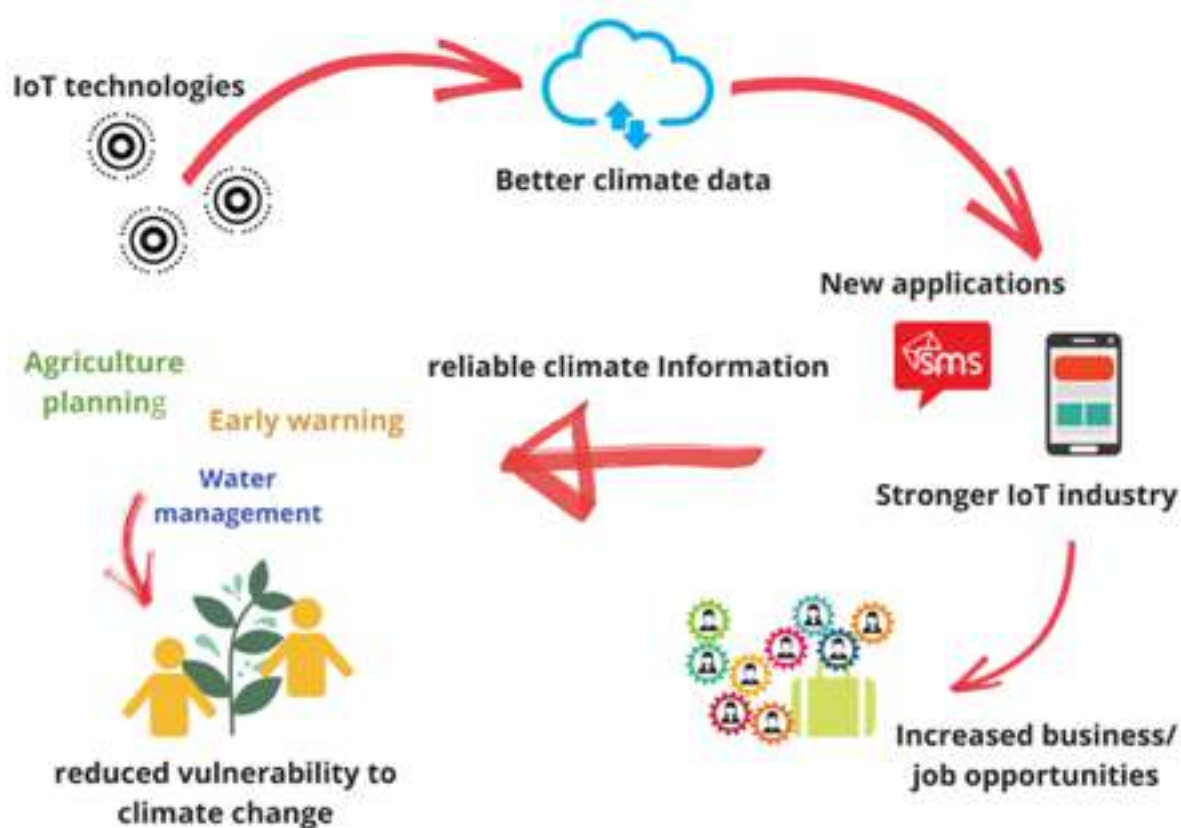 IoT technologies
Better climate data
New applications
sms
Stronger IoT industry
reliable climate Information
Agriculture
planning
Early warning
Water
management
reduced vulnerability to
climate change
Increased business/
job opportunities